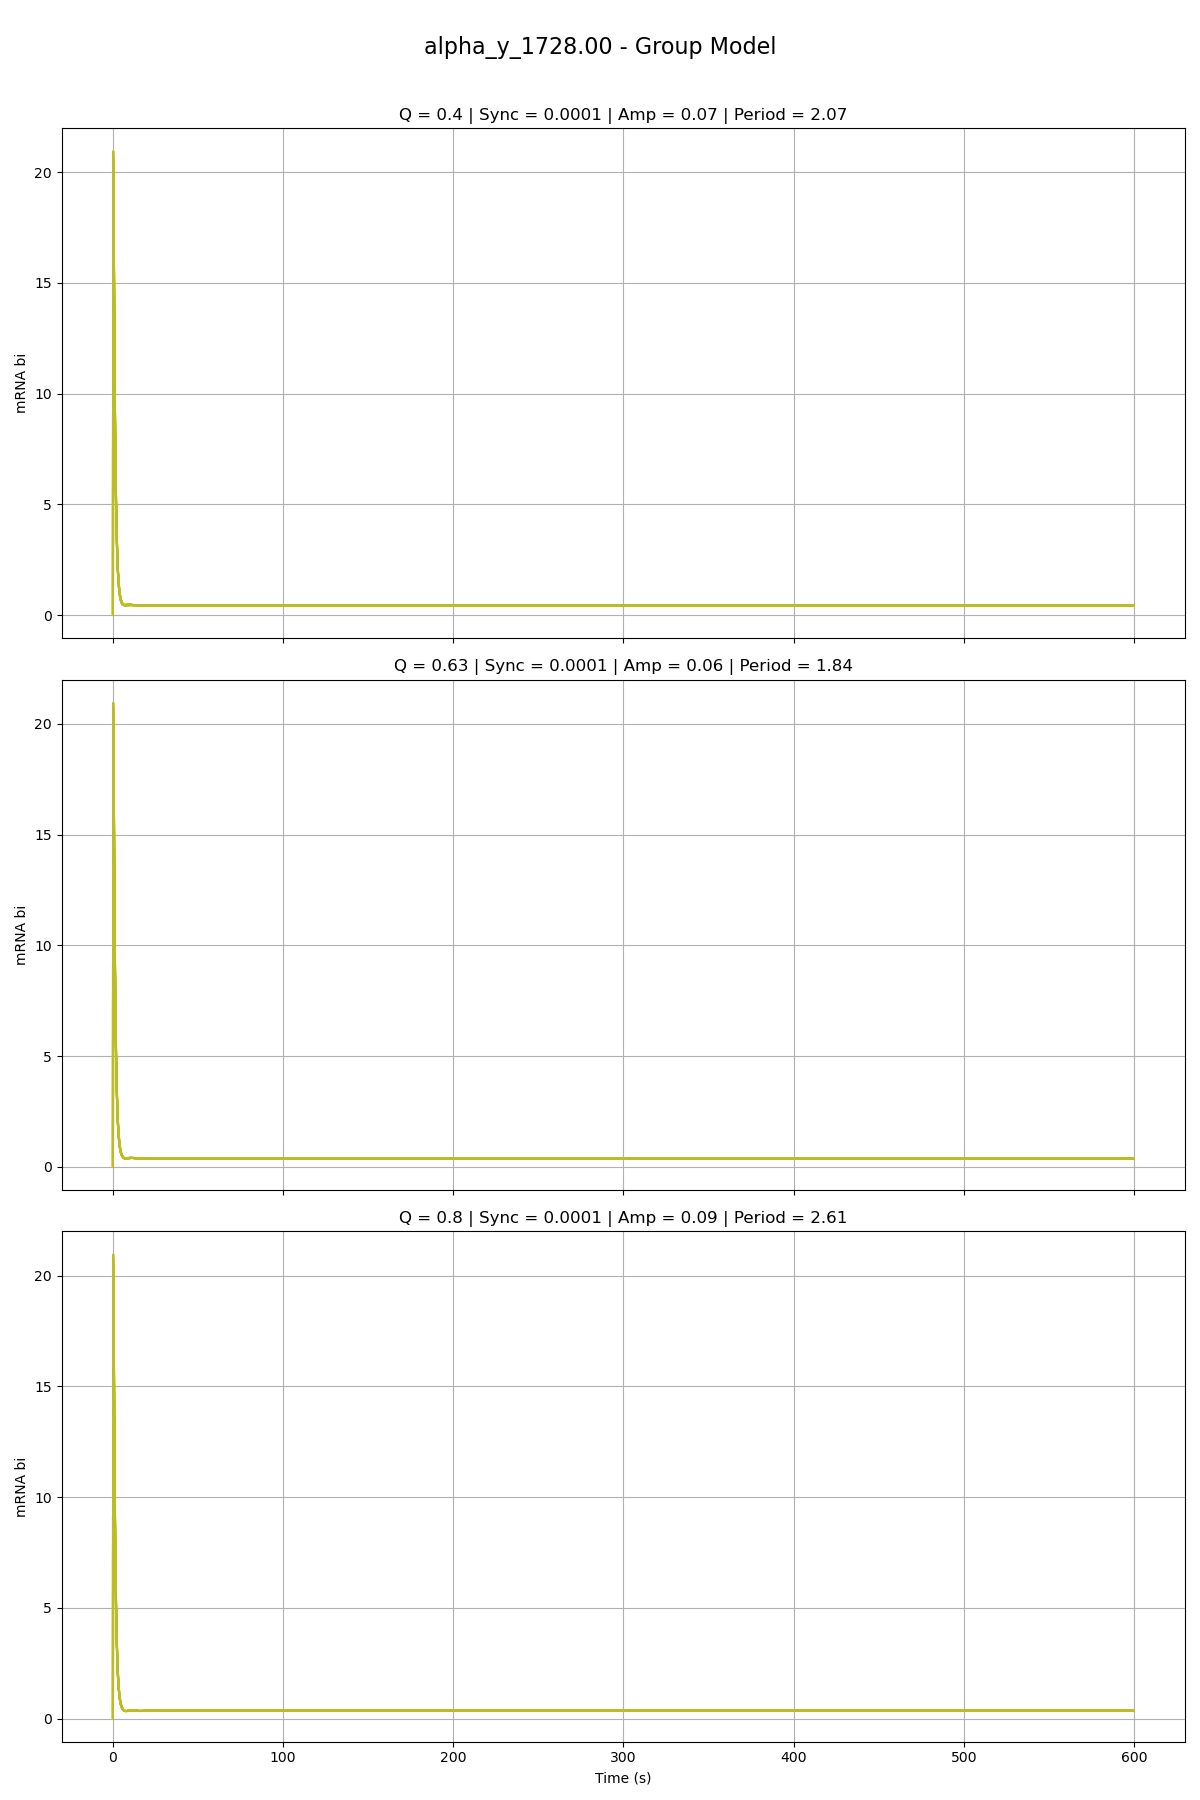 alpha_y_1728.00 - Group Model
Q = 0.4 | Sync = 0.0001 | Amp = 0.07 | Period = 2.07
20
15
10
5
0
mRNA bi
Q = 0.63 | Sync = 0.0001 | Amp = 0.06 | Period = 1.84
20
15
10
5
0
mRNA bi
Q = 0.8 | Sync = 0.0001 | Amp = 0.09 | Period = 2.61
20
15
10
5
0
mRNA bi
0 100 200 300 400 500 600
Time (s)